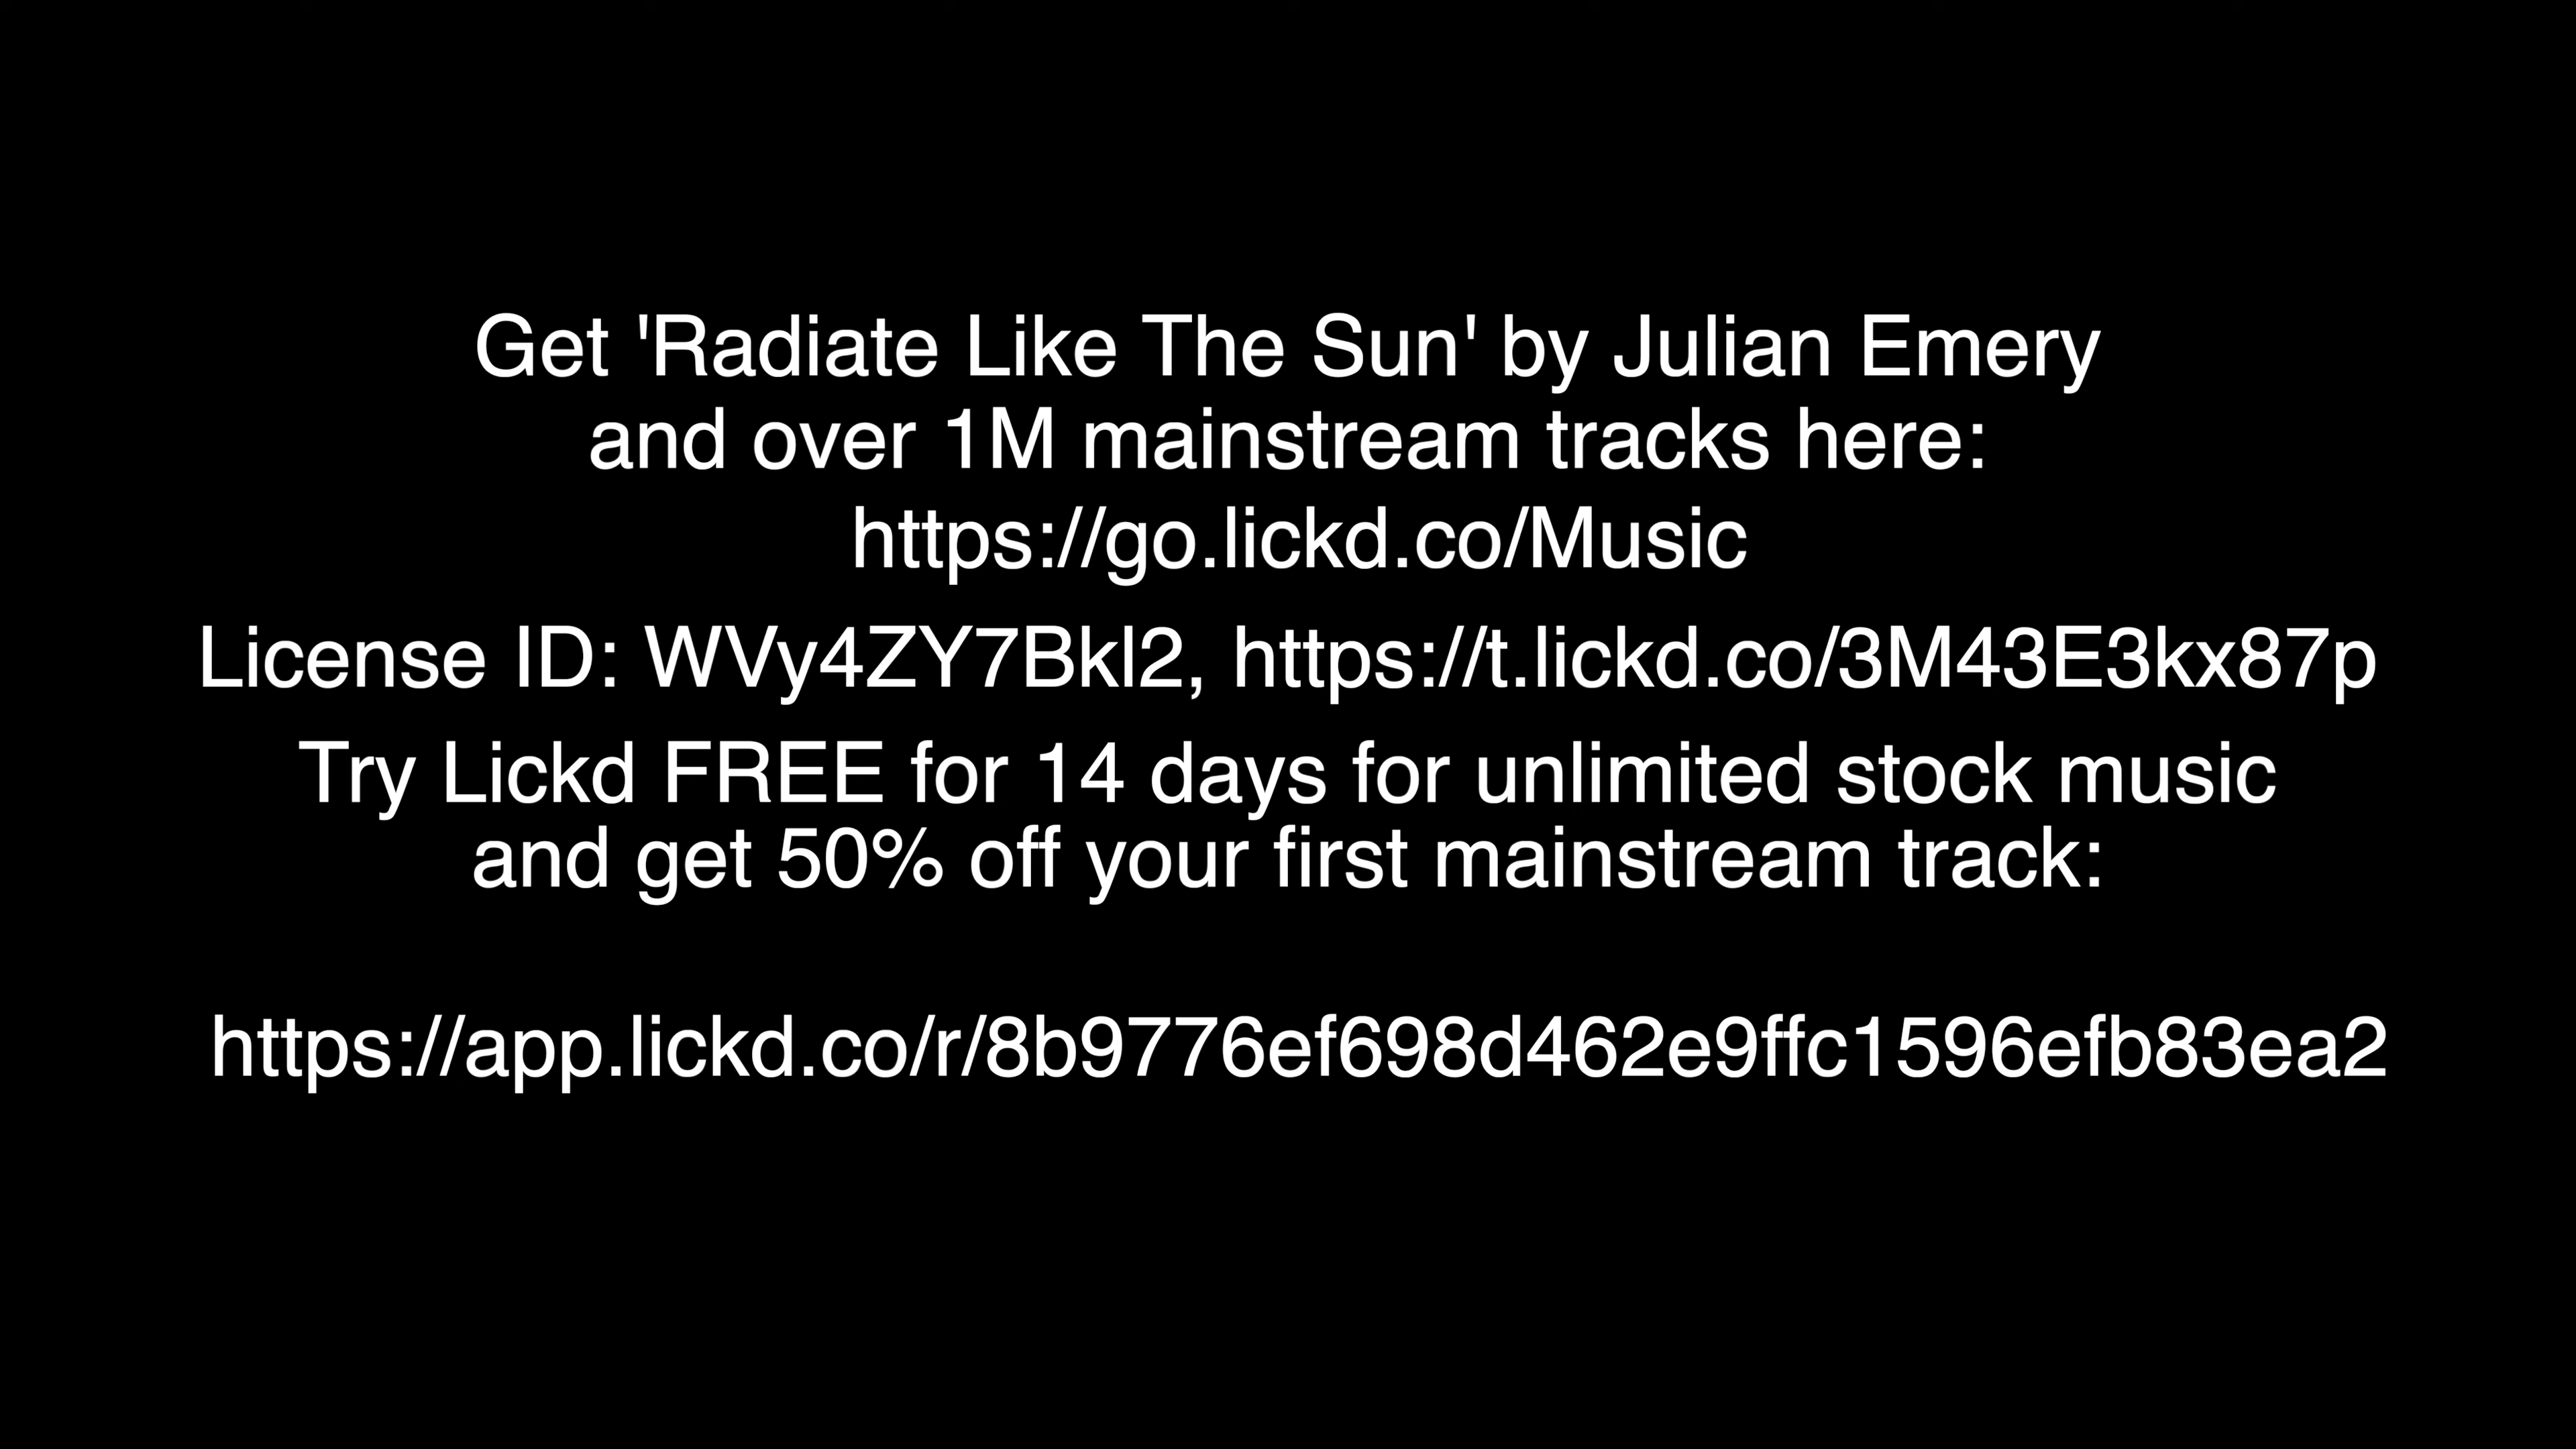 Get 'Radiate Like The Sun' by Julian Emery
and over 1M mainstream tracks here:
https://go.lickd.co/Music
License ID: WVy4ZY7Bkl2, https://t.lickd.co/3M43E3kx87p
Try Lickd FREE for 14 days for unlimited stock music
and get 50% off your first mainstream track:
https://app.lickd.co/r/8b9776ef698d462e9ffc1596efb83ea2